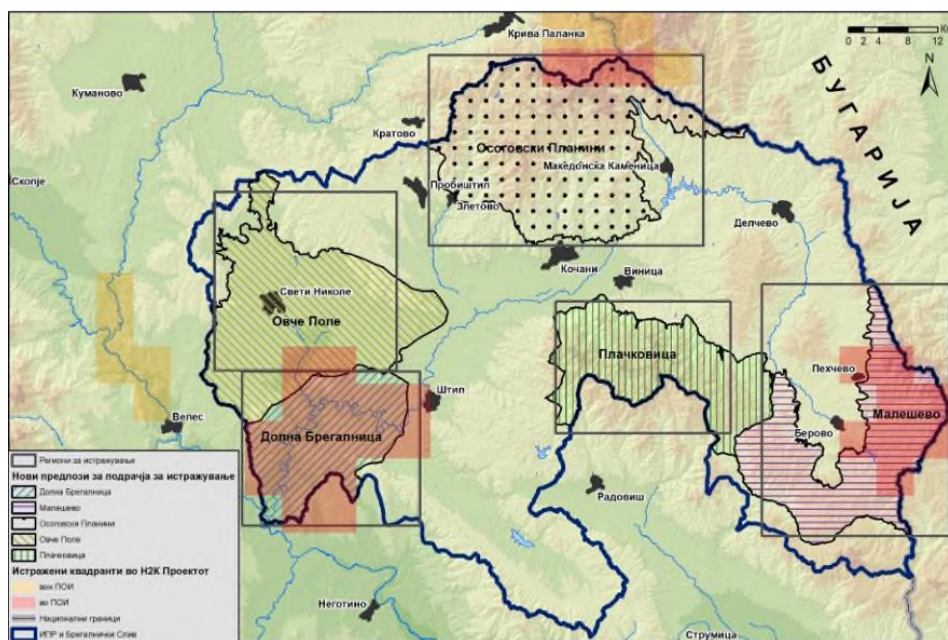 Крива Паланка
Км
0 2 4 8 12
N
БУГАРИЈА
Куманово
Кратово
Осоговски Планини
Македонска Каменица
Скопје
Пробиштип
Злетово
Делчево
Кочани
Виница
Свети Николе
Овче Поле
Плачковица
Пехчево
Малешево
Штип
Велес
Берово
Долна Брегалница
Радовиш
Региони за истражување
Нови предлози за подрачја за истражување
Долна Брегалница
Малешево
Осоговски Планини
Овче Поле
Плачковица
Истражени квадранти во Н2К Проектот
вон ПОИ
во ПОИ
Национални граници
ИПР и Брегалнички Слив
Неготино
Струмица